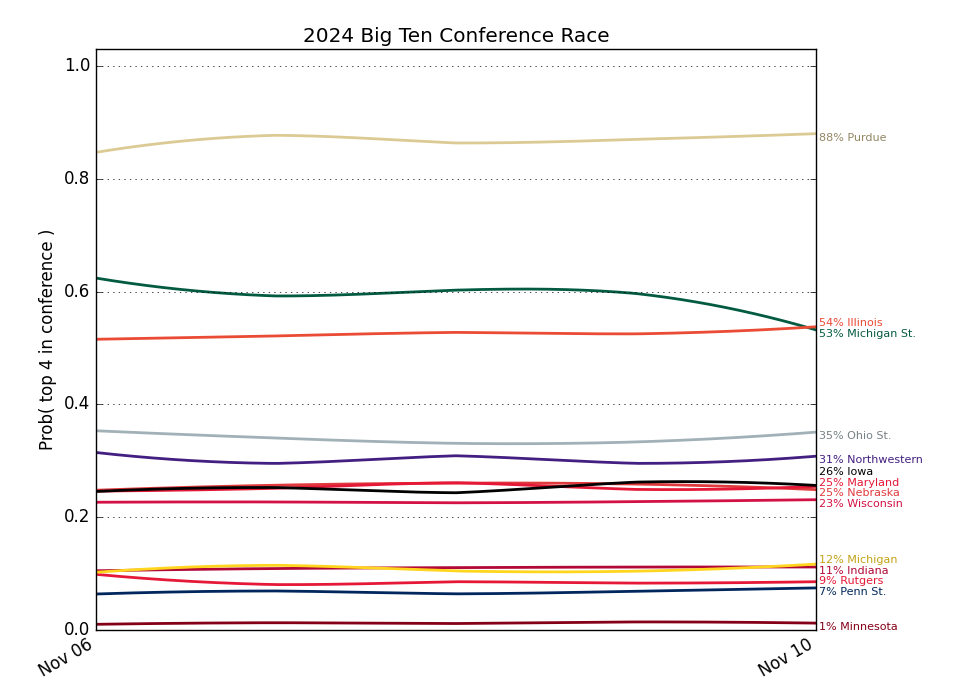 2024 Big Ten Conference Race
Prob( top 4 in conference )
1.0
0.8
0.6
0.4
0.2
0.0
Nov 06
Nov 10
88% Purdue
54% Illinois
53% Michigan St.
35% Ohio St.
31% Northwestern
26% Iowa
25% Maryland
25% Nebraska
23% Wisconsin
12% Michigan
11% Indiana
9% Rutgers
7% Penn St.
1% Minnesota